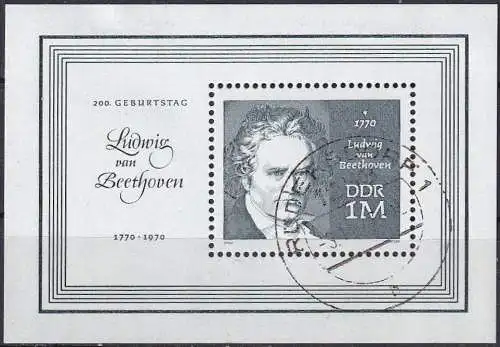 200. GEBURTSTAG
Ludwig
van
Beethoven
1770 · 1970
* 1770
Ludwig
van
Beethoven
DDR
1M